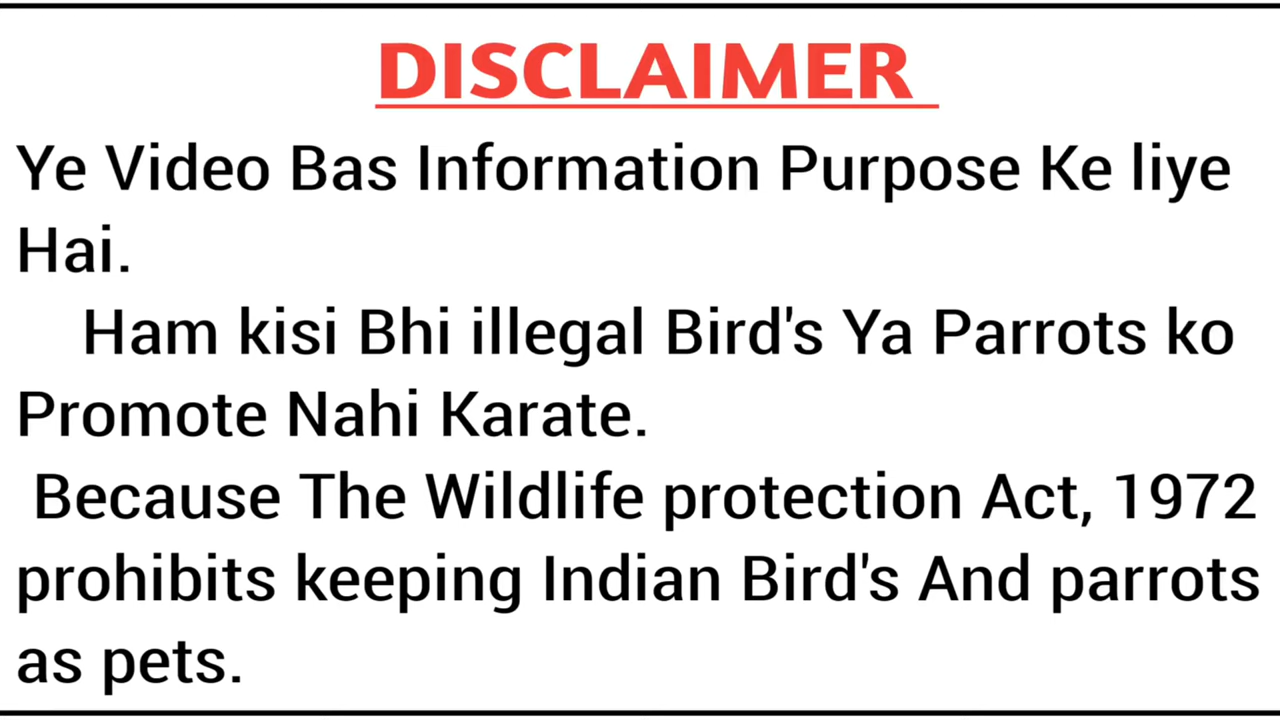 DISCLAIMER
Ye Video Bas Information Purpose Ke liye
Hai.
Ham kisi Bhi illegal Bird's Ya Parrots ko
Promote Nahi Karate.
Because The Wildlife protection Act, 1972
prohibits keeping Indian Bird's And parrots
as pets.